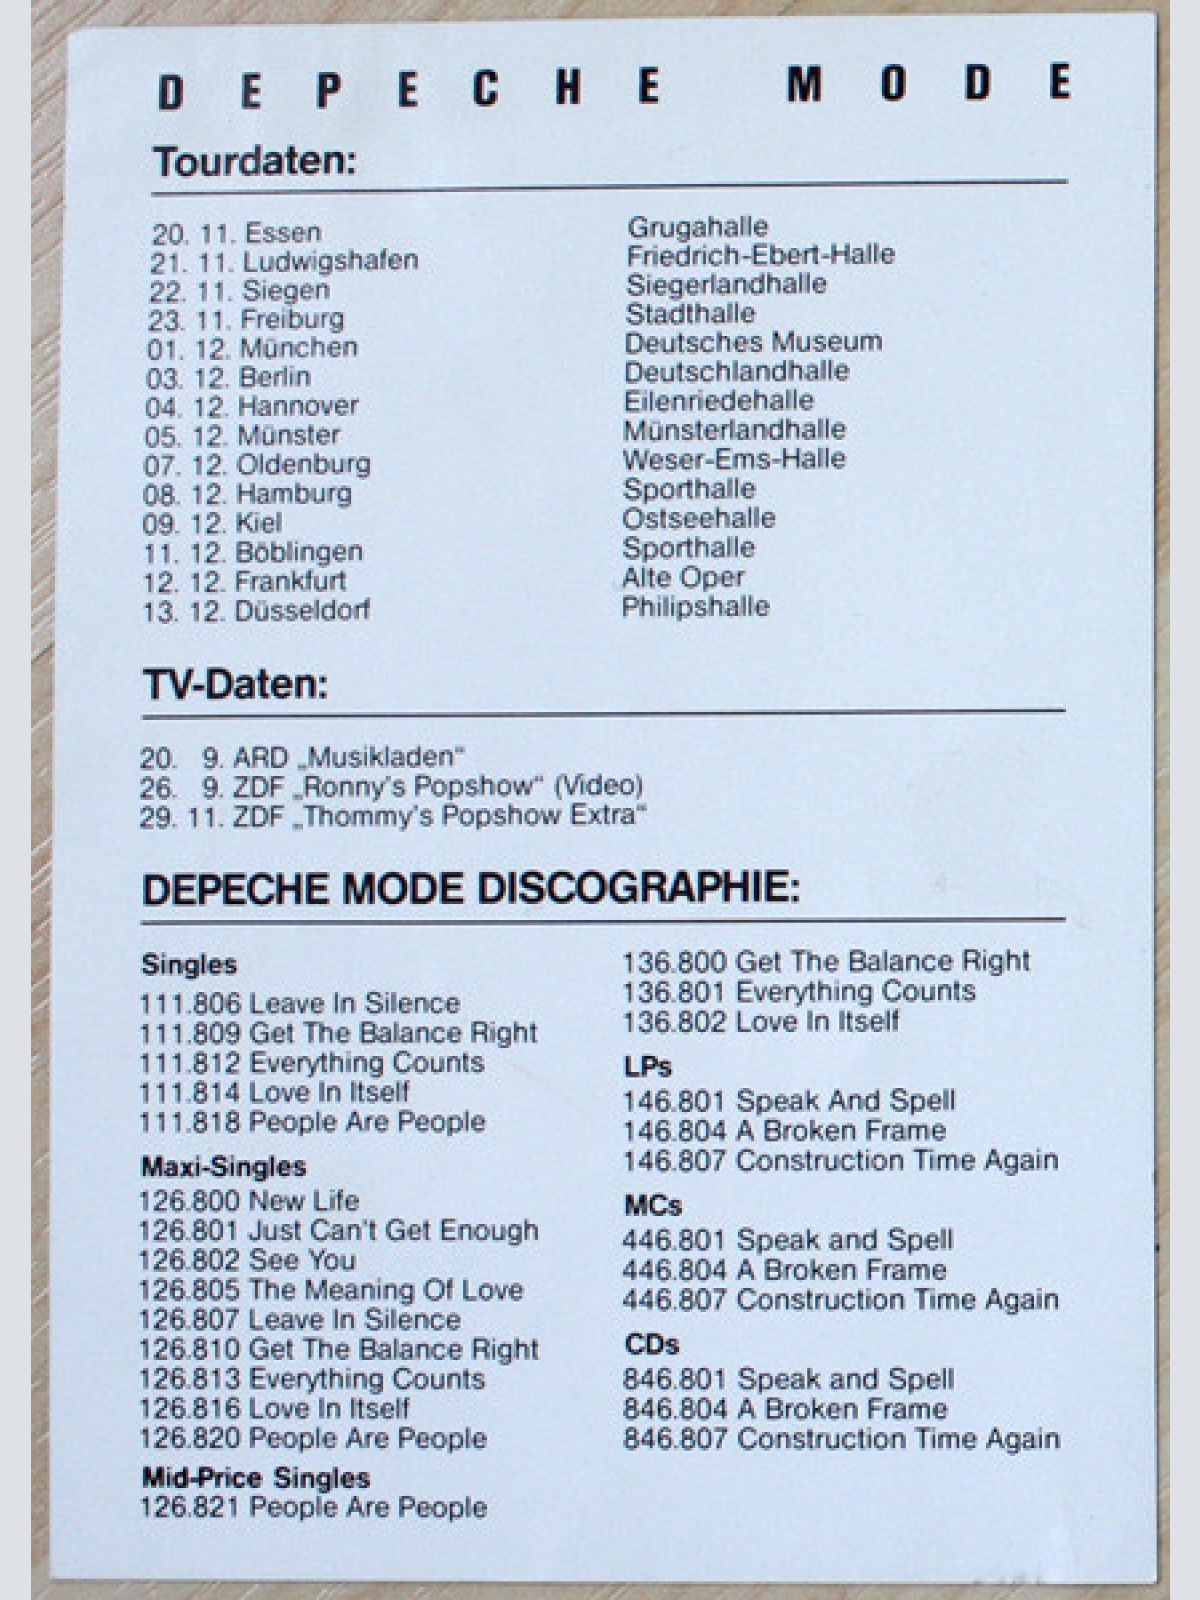 DEPECHE MODE
Tourdaten:
20. 11. Essen Grugahalle
21. 11. Ludwigshafen Friedrich-Ebert-Halle
22. 11. Siegen Siegerlandhalle
23. 11. Freiburg Stadthalle
01. 12. München Deutsches Museum
03. 12. Berlin Deutschlandhalle
04. 12. Hannover Eilenriedehalle
05. 12. Münster Münsterlandhalle
07. 12. Oldenburg Weser-Ems-Halle
08. 12. Hamburg Sporthalle
09. 12. Kiel Ostseehalle
11. 12. Böblingen Sporthalle
12. 12. Frankfurt Alte Oper
13. 12. Düsseldorf Philipshalle
TV-Daten:
20. 9. ARD „Musikladen“
26. 9. ZDF „Ronny's Popshow“ (Video)
29. 11. ZDF „Thommy's Popshow Extra“
DEPECHE MODE DISCOGRAPHIE:
Singles
111.806 Leave In Silence
111.809 Get The Balance Right
111.812 Everything Counts
111.814 Love In Itself
111.818 People Are People
Maxi-Singles
126.800 New Life
126.801 Just Can't Get Enough
126.802 See You
126.805 The Meaning Of Love
126.807 Leave In Silence
126.810 Get The Balance Right
126.813 Everything Counts
126.816 Love In Itself
126.820 People Are People
Mid-Price Singles
126.821 People Are People
136.800 Get The Balance Right
136.801 Everything Counts
136.802 Love In Itself
LPs
146.801 Speak And Spell
146.804 A Broken Frame
146.807 Construction Time Again
MCs
446.801 Speak and Spell
446.804 A Broken Frame
446.807 Construction Time Again
CDs
846.801 Speak and Spell
846.804 A Broken Frame
846.807 Construction Time Again